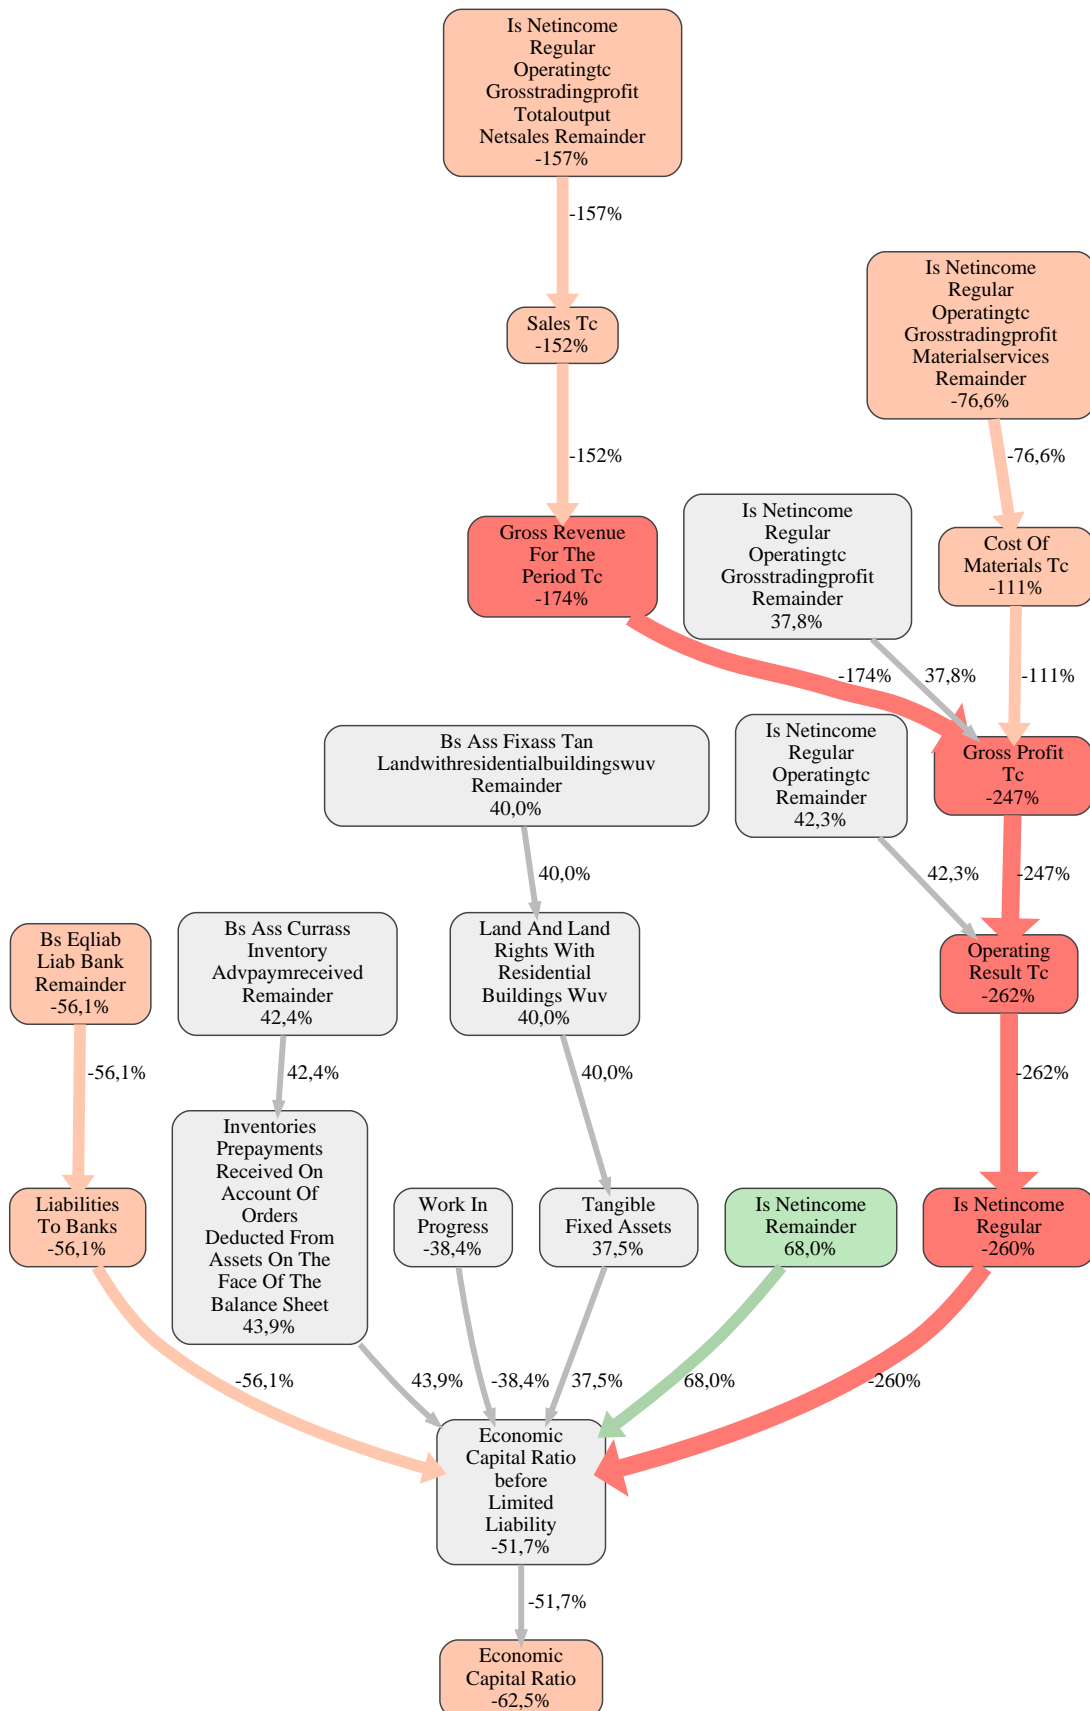 Is Netincome
Regular
Operatingtc
Grosstradingprofit
Totaloutput
Netsales Remainder
-157%
-157%
Is Netincome
Regular
Operatingtc
Grosstradingprofit
Materialservices
Remainder
-76,6%
Sales Tc
-152%
-152%
-76,6%
Gross Revenue
For The
Period Tc
-174%
Is Netincome
Regular
Operatingtc
Grosstradingprofit
Remainder
37,8%
Cost Of
Materials Tc
-111%
-174%
37,8%
-111%
Bs Ass Fixass Tan
Landwithresidentialbuildingswuv
Remainder
40,0%
Is Netincome
Regular
Operatingtc
Remainder
42,3%
Gross Profit
Tc
-247%
40,0%
42,3%
-247%
Bs Eqliab
Liab Bank
Remainder
-56,1%
Bs Ass Currass
Inventory
Advpaymreceived
Remainder
42,4%
Land And Land
Rights With
Residential
Buildings Wuv
40,0%
Operating
Result Tc
-262%
-56,1%
42,4%
40,0%
-262%
Liabilities
To Banks
-56,1%
Inventories
Prepayments
Received On
Account Of
Orders
Deducted From
Assets On The
Face Of The
Balance Sheet
43,9%
Work In
Progress
-38,4%
Tangible
Fixed Assets
37,5%
Is Netincome
Remainder
68,0%
Is Netincome
Regular
-260%
-56,1%
43,9%
-38,4%
37,5%
68,0%
-260%
Economic
Capital Ratio
before
Limited
Liability
-51,7%
-51,7%
Economic
Capital Ratio
-62,5%